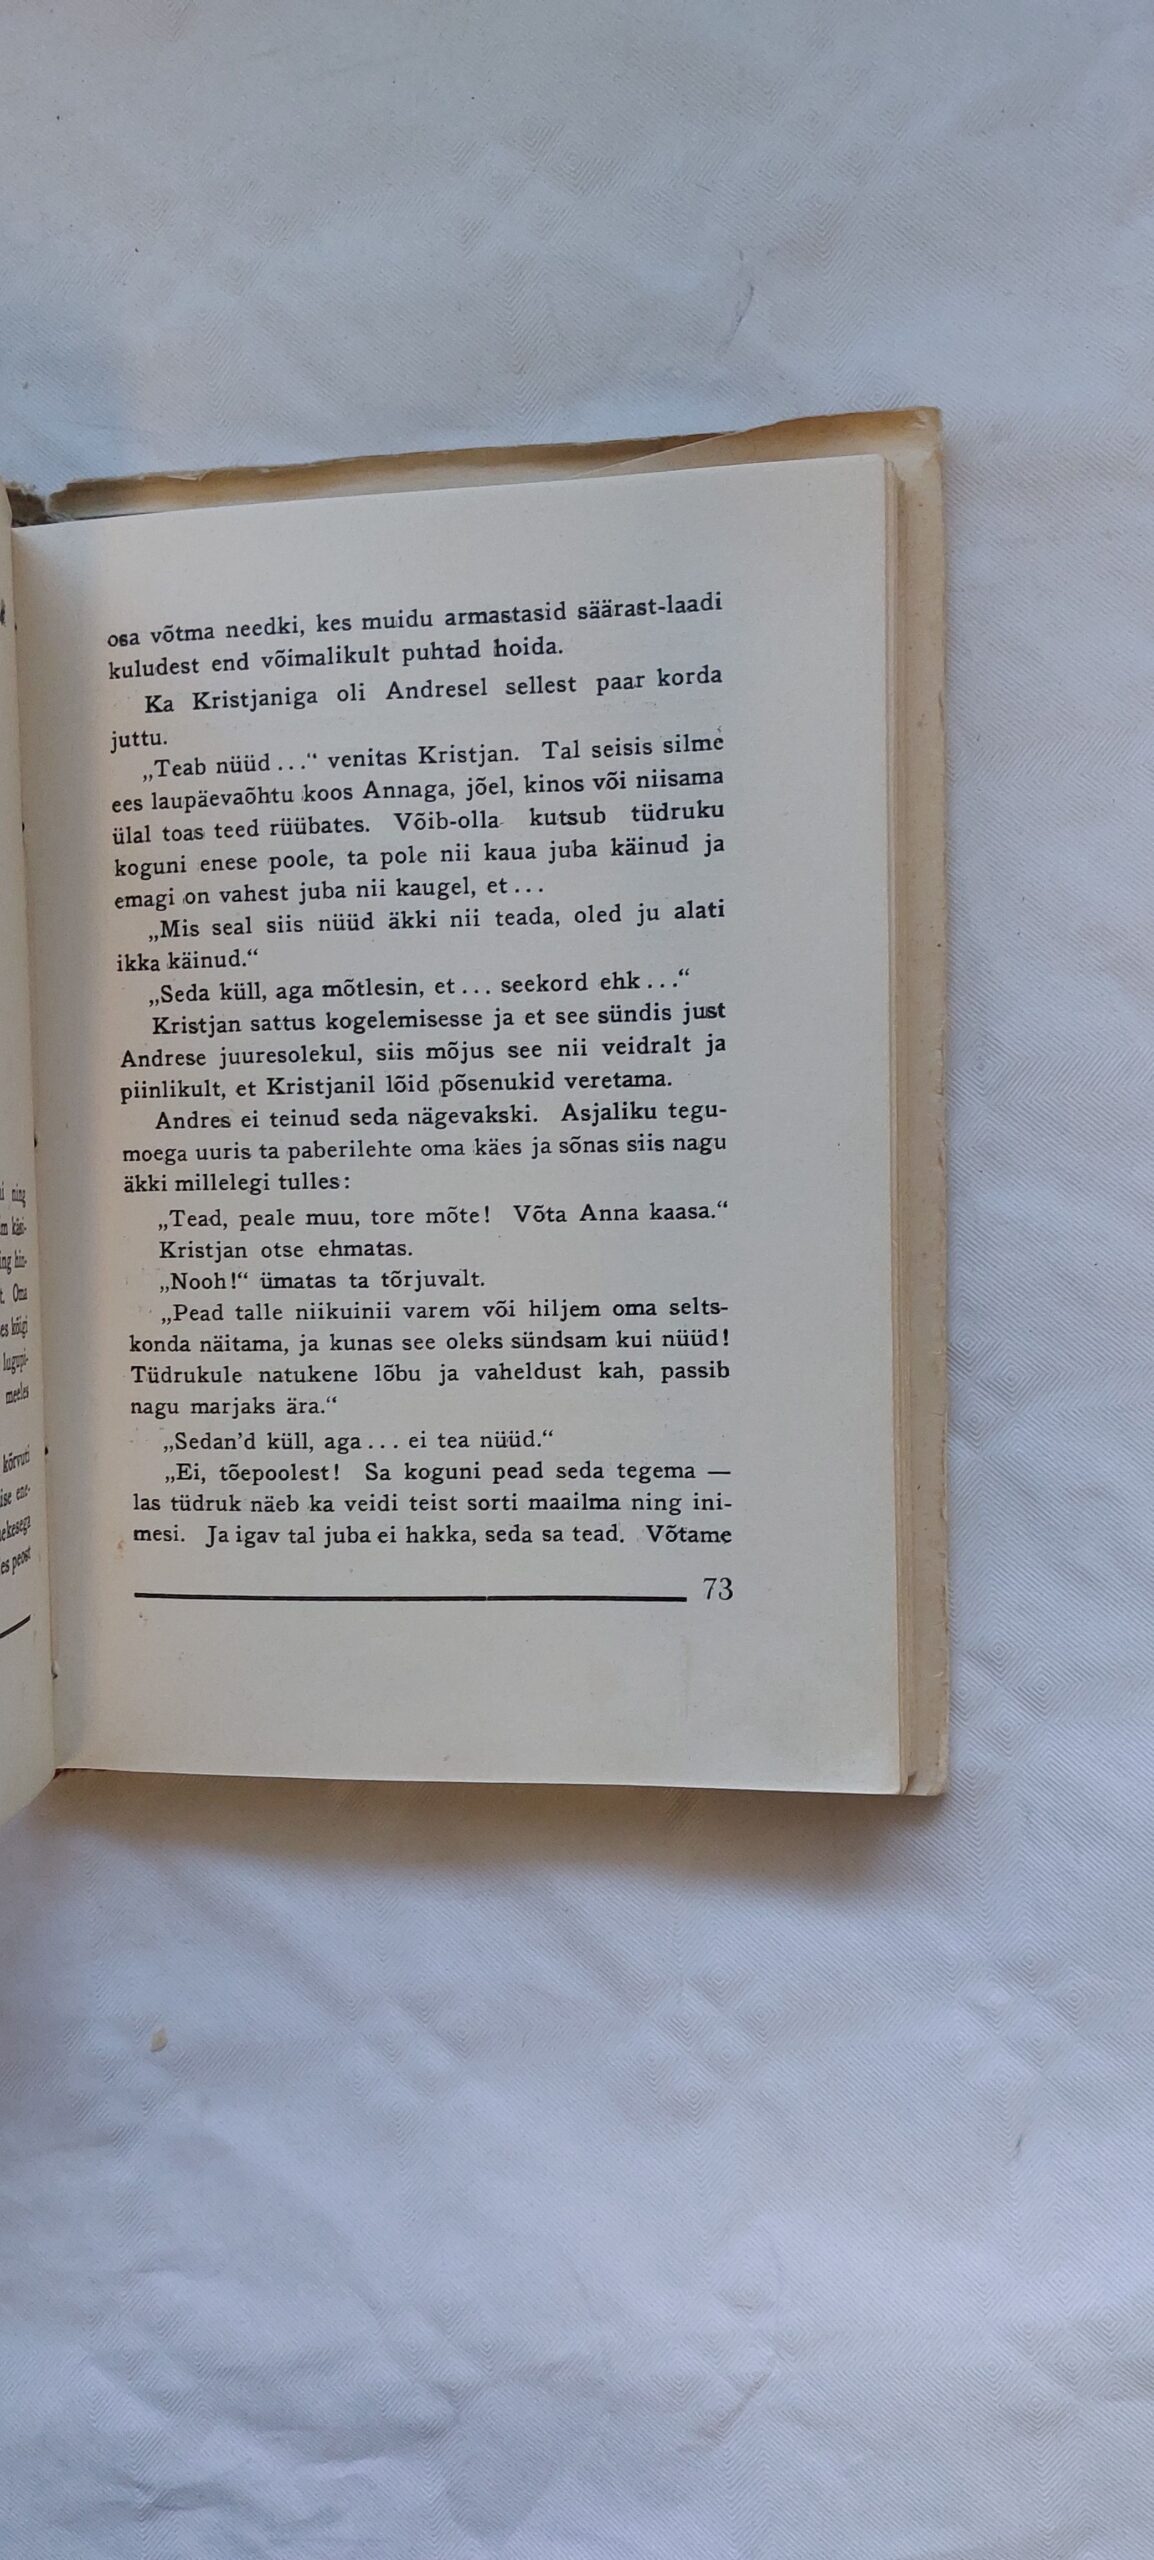 osa võtma needki, kes muidu armastasid säärast-laadi
kuludest end võimalikult puhtad hoida.
Ka Kristjaniga oli Andresel sellest paar korda
juttu.
„Teab nüüd ...“ venitas Kristjan. Tal seisis silme
ees laupäevaõhtu koos Annaga, jõel, kinos või niisama
ülal toas teed rüübates. Võib-olla kutsub tüdruku
koguni enese poole, ta pole nii kaua juba käinud ja
emagi on vahest juba nii kaugel, et ...
„Mis seal siis nüüd äkki nii teada, oled ju alati
ikka käinud.“
„Seda küll, aga mõtlesin, et ... seekord ehk ...“
Kristjan sattus kogelemisesse ja et see sündis just
Andrese juuresolekul, siis mõjus see nii veidralt ja
piinlikult, et Kristjanil lõid põsenukid veretama.
Andres ei teinud seda nägevakski. Asjaliku tegu-
moega uuris ta paberilehte oma käes ja sõnas siis nagu
äkki millelegi tulles:
„Tead, peale muu, tore mõte! Võta Anna kaasa.“
Kristjan otse ehmatas.
„Nooh!“ ümatas ta tõrjuvalt.
„Pead talle niikuinii varem või hiljem oma selts-
konda näitama, ja kunas see oleks sündsam kui nüüd!
Tüdrukule natukene lõbu ja vaheldust kah, passib
nagu marjaks ära.“
„Sedan’d küll, aga ... ei tea nüüd.“
„Ei, tõepoolest! Sa koguni pead seda tegema —
las tüdruk näeb ka veidi teist sorti maailma ning ini-
mesi. Ja igav tal juba ei hakka, seda sa tead. Võtame
73
ning
Oma
kõigi
meeles
kõrvuti
peost